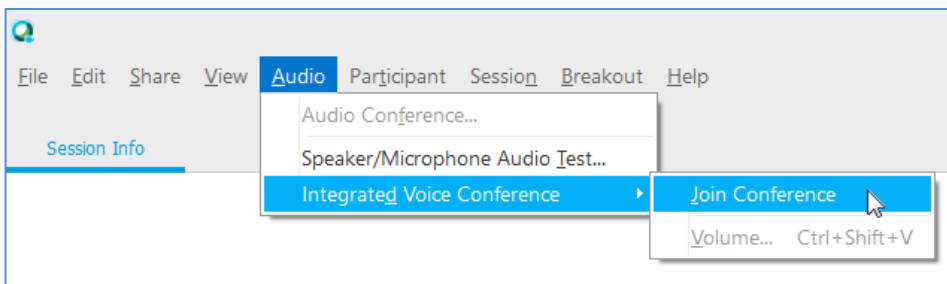 File Edit Share View Audio Participant Session Breakout Help
Audio Conference...
Session Info
Speaker/Microphone Audio Test...
Integrated Voice Conference
Join Conference
Volume... Ctrl+Shift+V